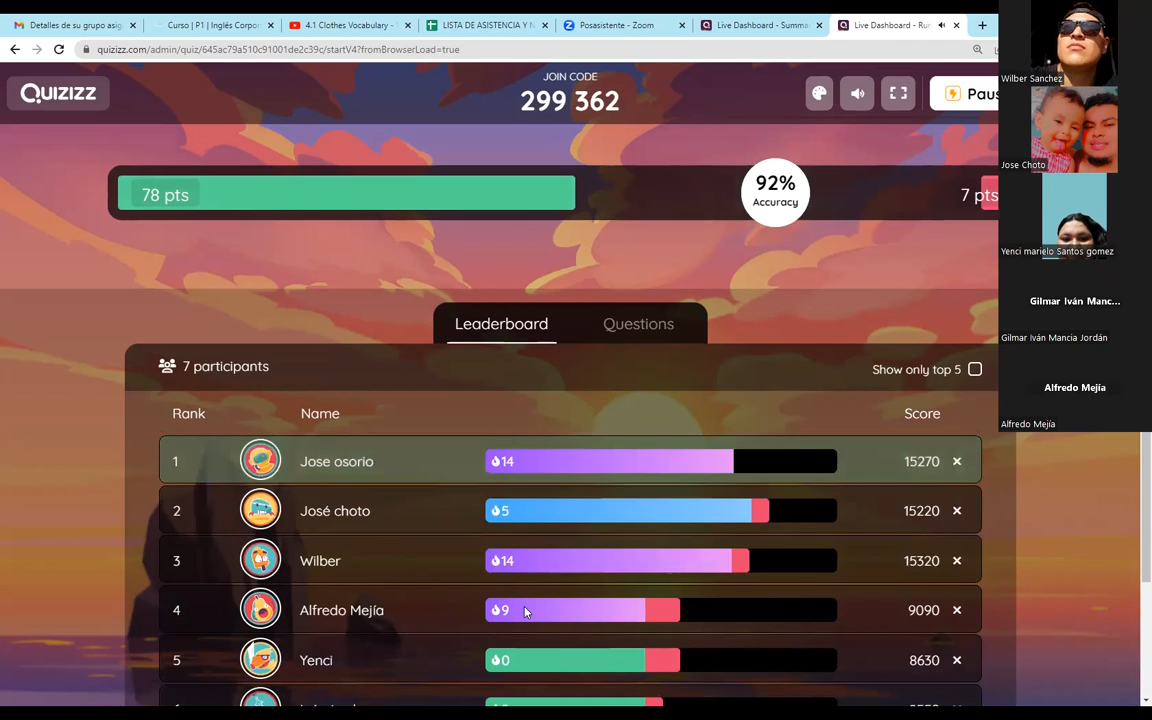 Detalles de su grupo asig
Curso | P1 | Inglés Corpor
4.1 Clothes Vocabulary -
LISTA DE ASISTENCIA Y N
Posasistente - Zoom
Live Dashboard - Summa
Live Dashboard - Ru
quizizz.com/admin/quiz/645ac79a510c91001de2c39c/startV4?fromBrowserLoad=true
Quizizz
JOIN CODE
299 362
Paus
78 pts
92%
Accuracy
7 pts
Leaderboard
Questions
7 participants
Show only top 5
Rank
Name
Score
1
Jose osorio
14
15270
2
José choto
5
15220
3
Wilber
14
15320
4
Alfredo Mejía
9
9090
5
Yenci
0
8630
Wilber Sanchez
Jose Choto
Yenci marielo Santos gomez
Gilmar Iván Manc...
Gilmar Iván Mancia Jordán
Alfredo Mejía
Alfredo Mejía